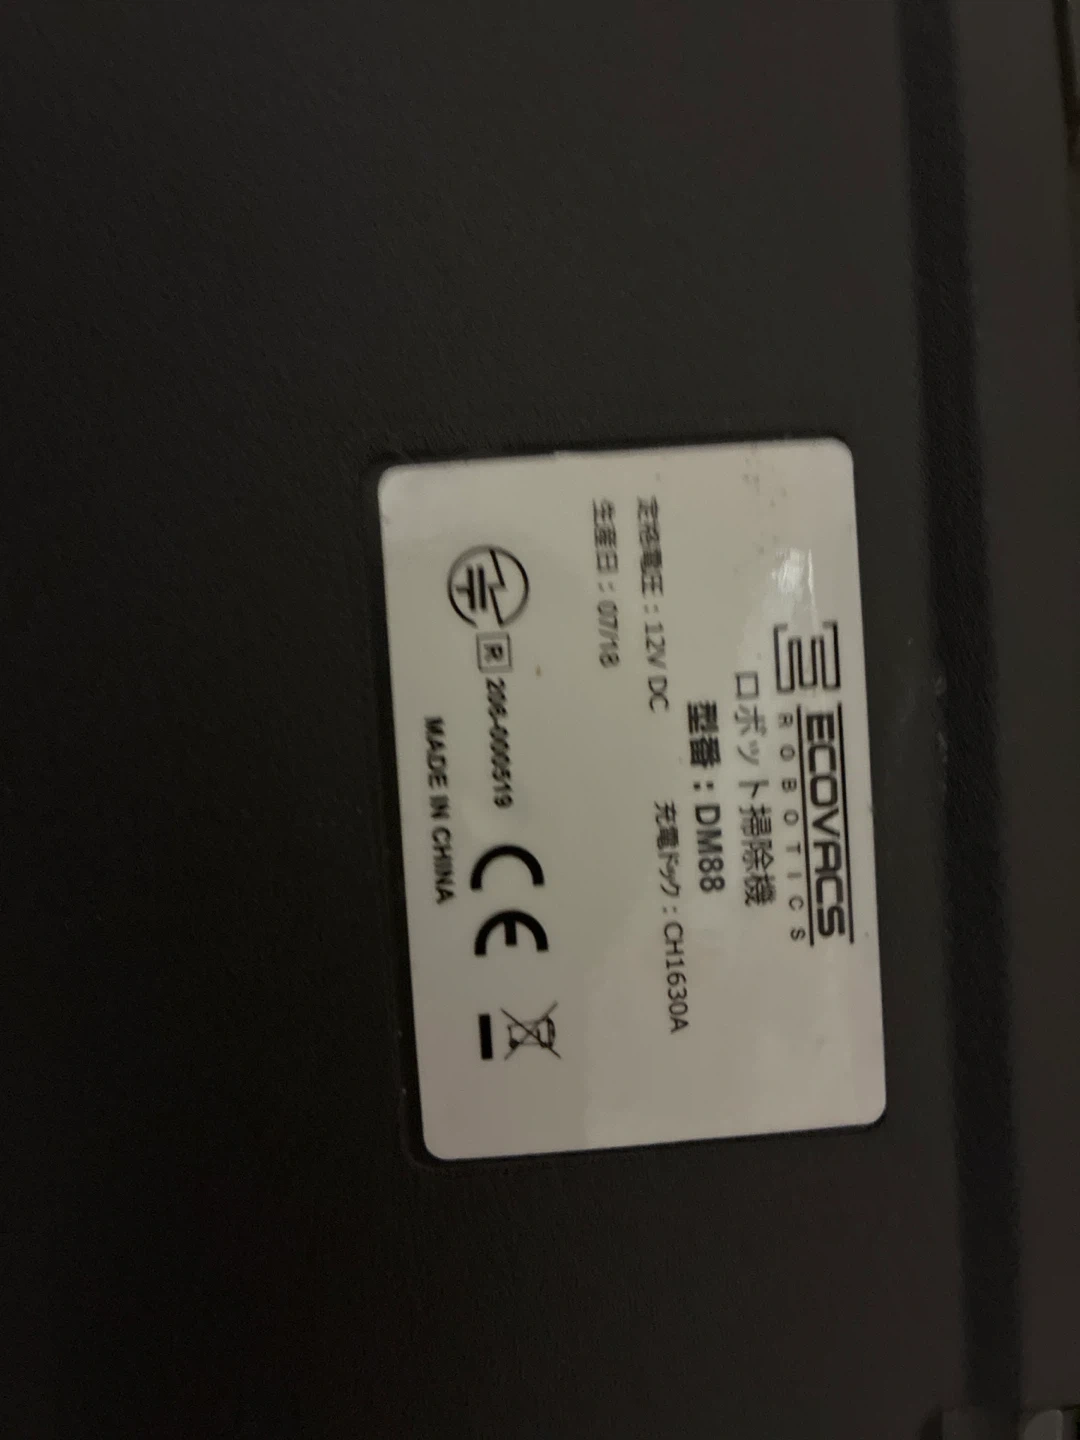 ECOVACS
ROBOTICS
ロボット掃除機
型番：DM88
定格電圧：12V DC 充電ドック：CH1630A
生産日：07/18
R 206-000519 CE
MADE IN CHINA